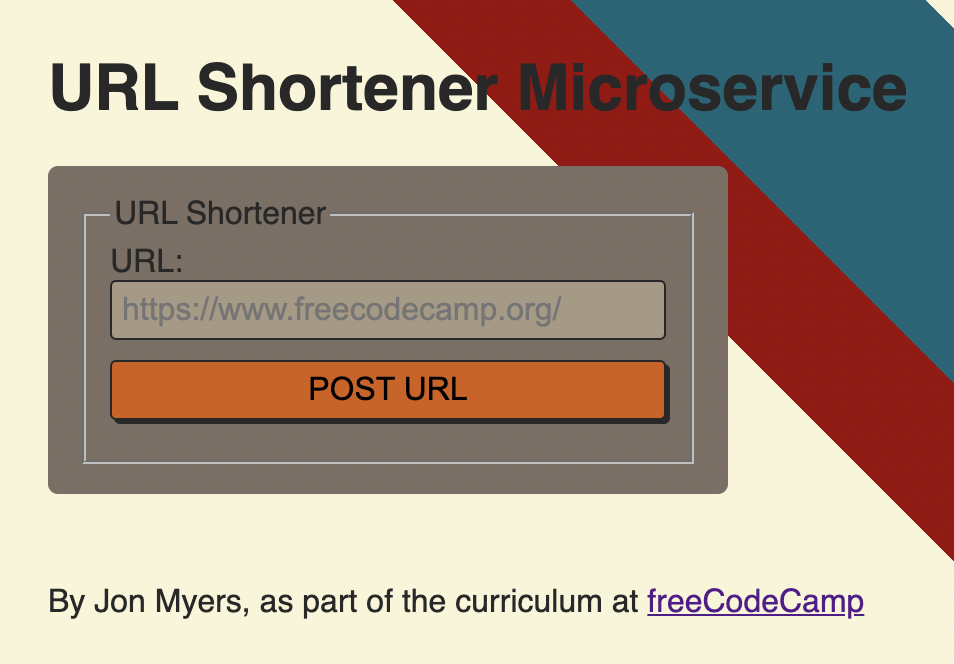 URL Shortener Microservice
URL Shortener
URL:
https://www.freecodecamp.org/
POST URL
By Jon Myers, as part of the curriculum at freeCodeCamp